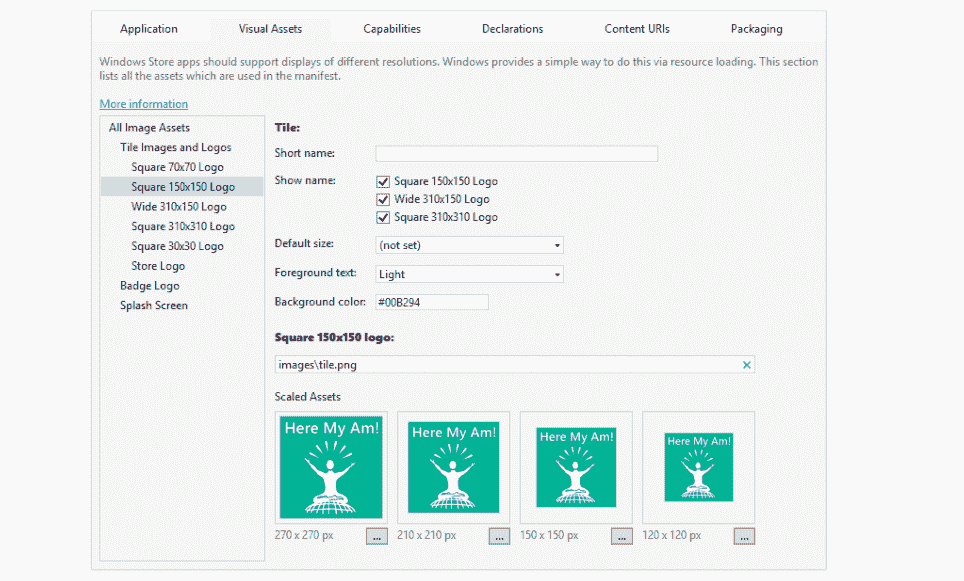 Application Visual Assets Capabilities Declarations Content URIs Packaging
Windows Store apps should support displays of different resolutions. Windows provides a simple way to do this via resource loading. This section
lists all the assets which are used in the manifest.
More information
All Image Assets
Tile Images and Logos
Square 70x70 Logo
Square 150x150 Logo
Wide 310x150 Logo
Square 310x310 Logo
Square 30x30 Logo
Store Logo
Badge Logo
Splash Screen
Tile:
Short name:
Show name:
Square 150x150 Logo
Wide 310x150 Logo
Square 310x310 Logo
Default size: (not set)
Foreground text: Light
Background color: #00B294
Square 150x150 logo:
images\tile.png
Scaled Assets
Here My Am! Here My Am! Here My Am! Here My Am!
270 x 270 px ... 210 x 210 px ... 150 x 150 px ... 120 x 120 px ...